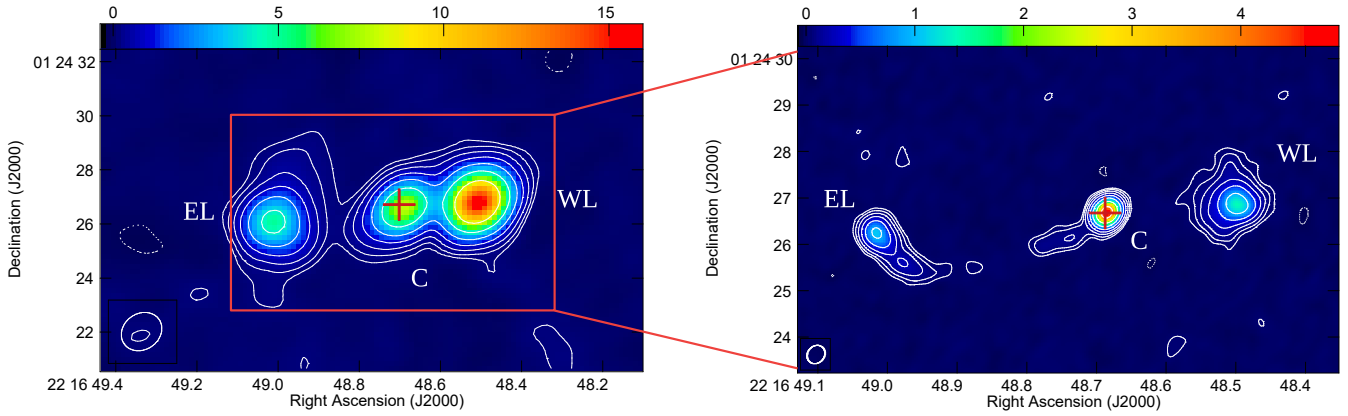 0 5 10 15
01 24 32
30
28
26
24
22
EL
WL
C
Declination (J2000)
22 16 49.4 49.2 49.0 48.8 48.6 48.4 48.2
Right Ascension (J2000)
0 1 2 3 4
01 24 30
29
28
27
26
25
24
WL
EL
C
Declination (J2000)
22 16 49.1 49.0 48.9 48.8 48.7 48.6 48.5 48.4
Right Ascension (J2000)